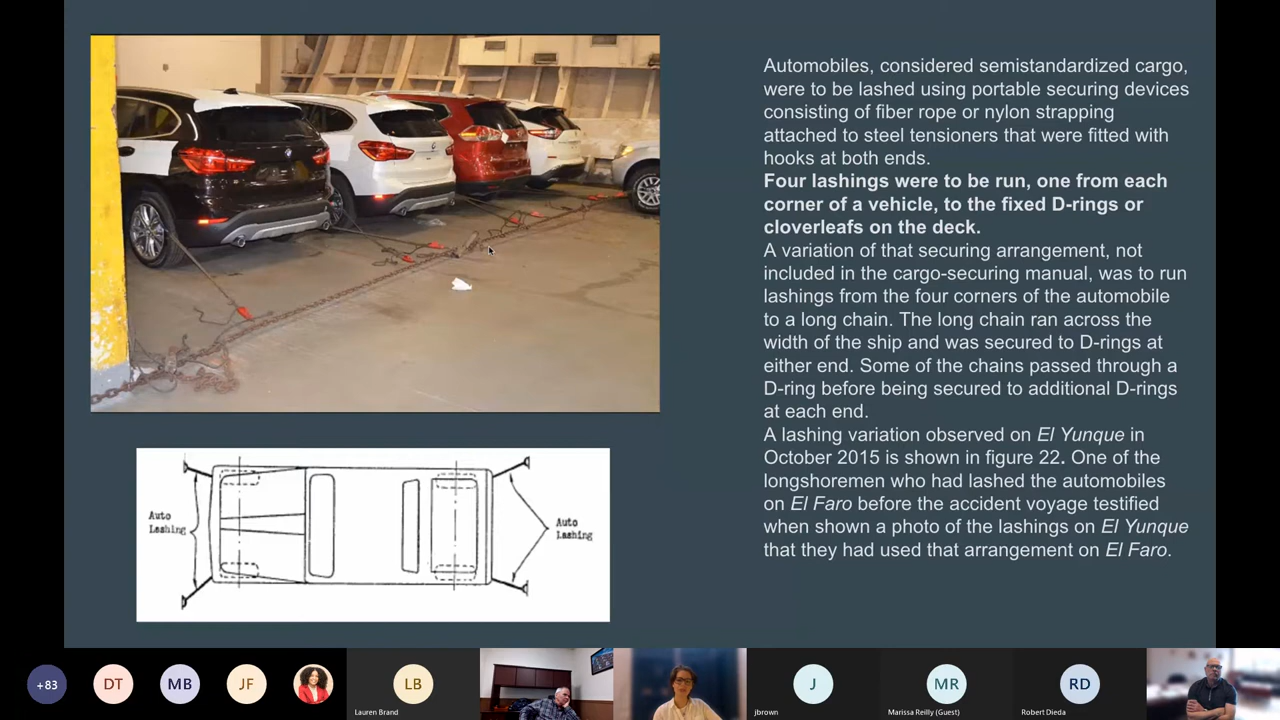 Automobiles, considered semistandardized cargo,
were to be lashed using portable securing devices
consisting of fiber rope or nylon strapping
attached to steel tensioners that were fitted with
hooks at both ends.
Four lashings were to be run, one from each
corner of a vehicle, to the fixed D-rings or
cloverleafs on the deck.
A variation of that securing arrangement, not
included in the cargo-securing manual, was to run
lashings from the four corners of the automobile
to a long chain. The long chain ran across the
width of the ship and was secured to D-rings at
either end. Some of the chains passed through a
D-ring before being secured to additional D-rings
at each end.
A lashing variation observed on El Yunque in
October 2015 is shown in figure 22. One of the
longshoremen who had lashed the automobiles
on El Faro before the accident voyage testified
when shown a photo of the lashings on El Yunque
that they had used that arrangement on El Faro.
Auto
Lashing
Auto
Lashing
+83
DT
MB
JF
LB
Lauren Brand
J
jbrown
MR
Marissa Reilly (Guest)
RD
Robert Dieda